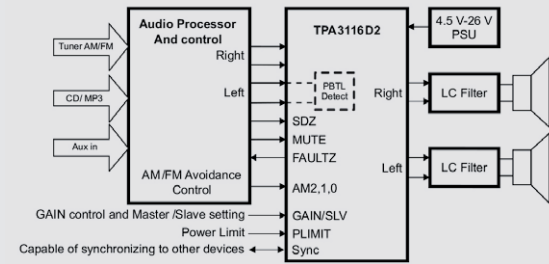 Audio Processor
And control
Right
Left
AM/FM Avoidance
Control
Tuner AM/FM
CD/ MP3
Aux in
TPA3116D2
PBTL
Detect
SDZ
MUTE
FAULTZ
AM2,1,0
GAIN/SLV
PLIMIT
Sync
Right
Left
4.5 V-26 V
PSU
LC Filter
LC Filter
GAIN control and Master /Slave setting
Power Limit
Capable of synchronizing to other devices